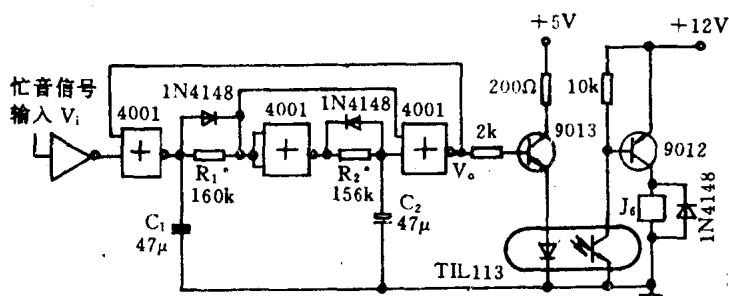 +5V
+12V
忙音信号
输入 Vi
4001
1N4148
4001
1N4148
4001
200Ω
10k
2k
9013
9012
Vo
R1*
160k
R2*
156k
C1
47μ
C2
47μ
J6
1N4148
TIL113